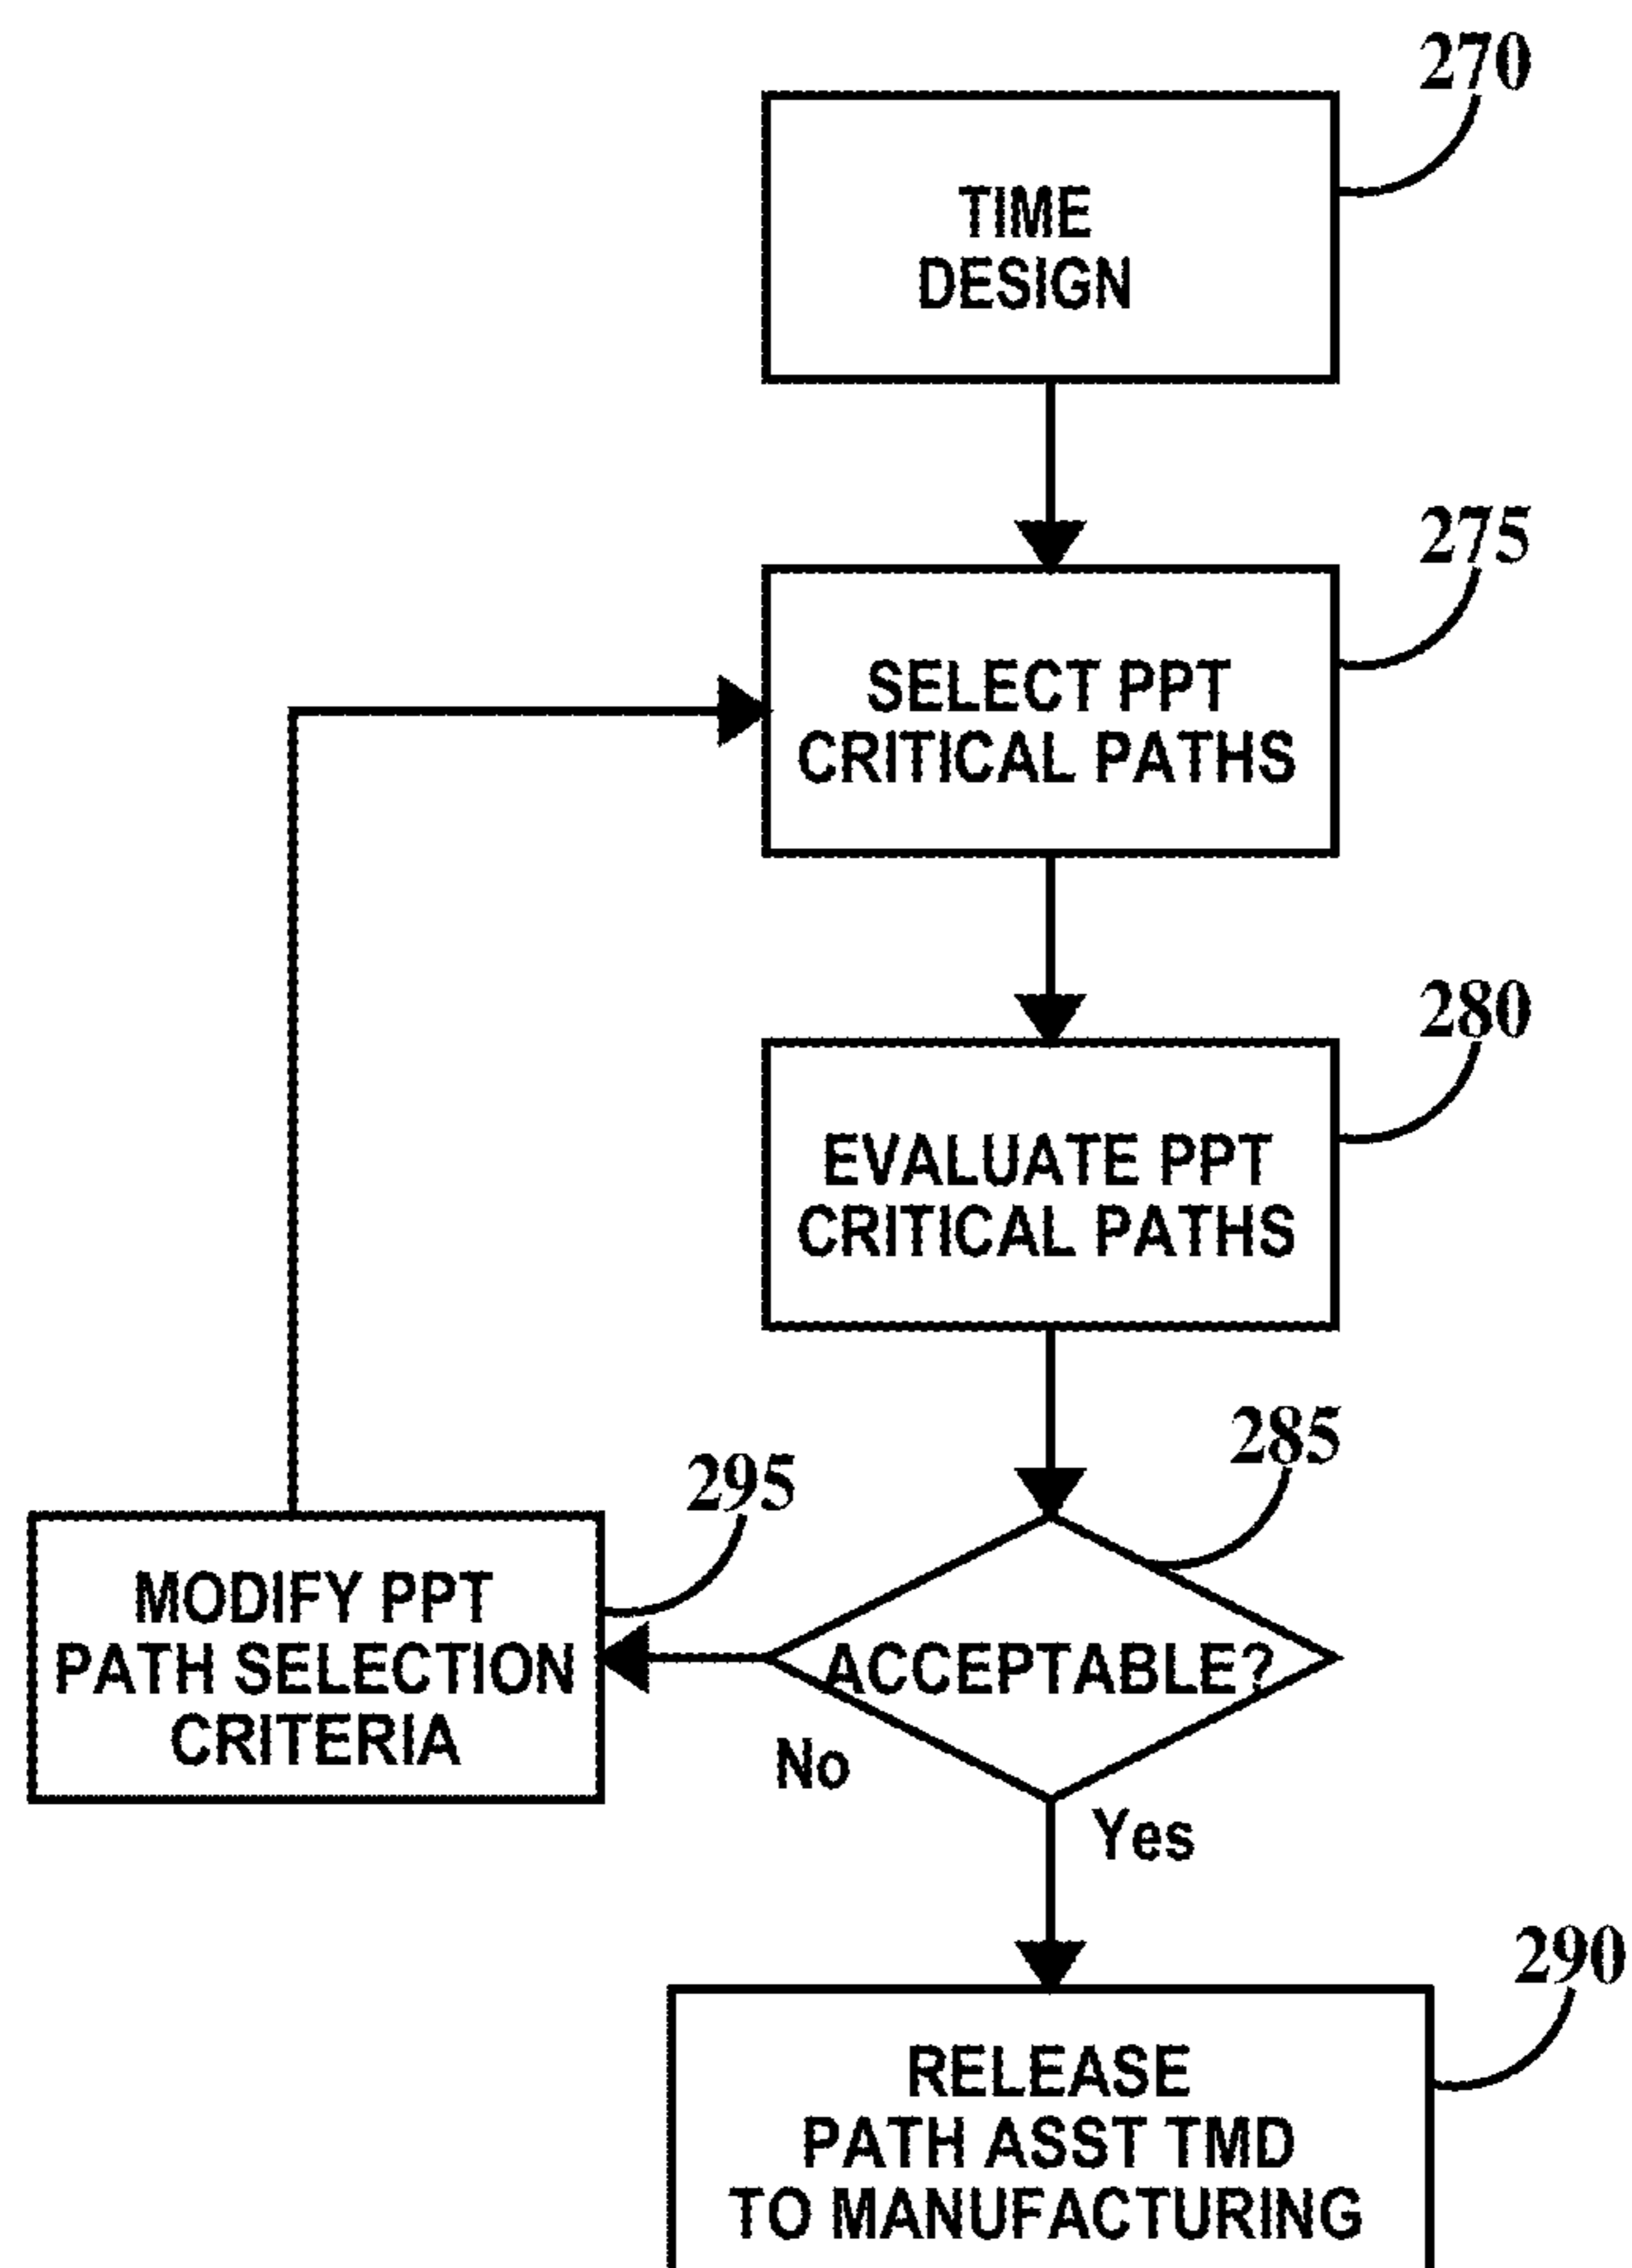 270
TIME
DESIGN
275
SELECT PPT
CRITICAL PATHS
280
EVALUATE PPT
CRITICAL PATHS
285
295
MODIFY PPT
PATH SELECTION
CRITERIA
ACCEPTABLE?
No
Yes
290
RELEASE
PATH ASST TMD
TO MANUFACTURING